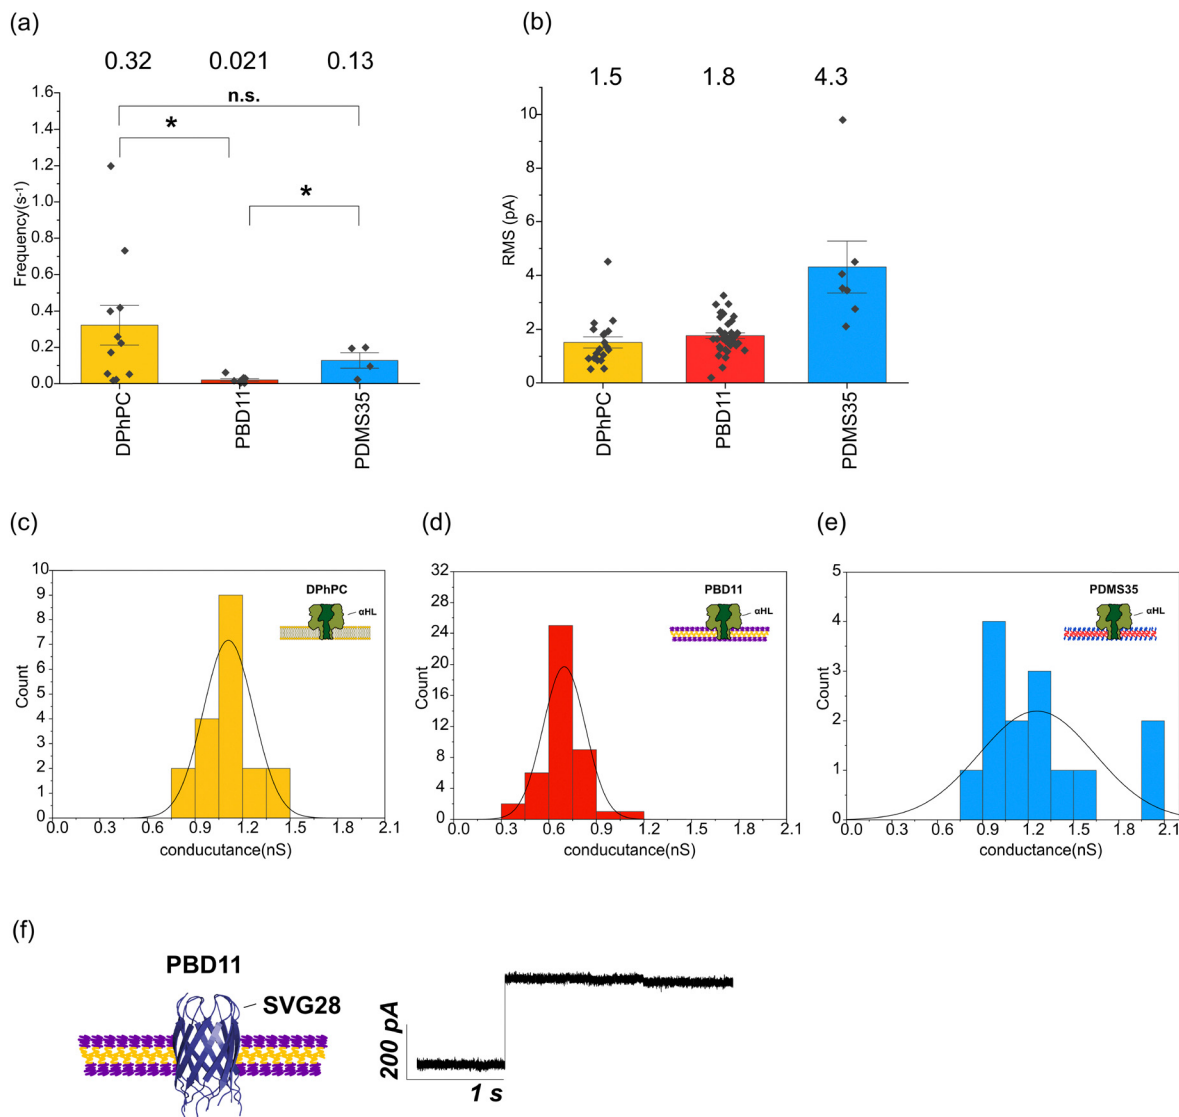 (a)
0.32 0.021 0.13
n.s.
*
*
Frequency(s-1)
1.6
1.4
1.2
1.0
0.8
0.6
0.4
0.2
0.0
DPhPC
PBD11
PDMS35
(b)
1.5 1.8 4.3
RMS (pA)
10
8
6
4
2
0
DPhPC
PBD11
PDMS35
(c)
Count
10
9
8
7
6
5
4
3
2
1
0
DPhPC
αHL
0.0 0.3 0.6 0.9 1.2 1.5 1.8 2.1
conducutance(nS)
(d)
Count
32
28
24
20
16
12
8
4
0
PBD11
αHL
0.0 0.3 0.6 0.9 1.2 1.5 1.8 2.1
conducutance(nS)
(e)
Count
5
4
3
2
1
0
PDMS35
αHL
0.0 0.3 0.6 0.9 1.2 1.5 1.8 2.1
conductance(nS)
(f)
PBD11
SVG28
200 pA
1 s